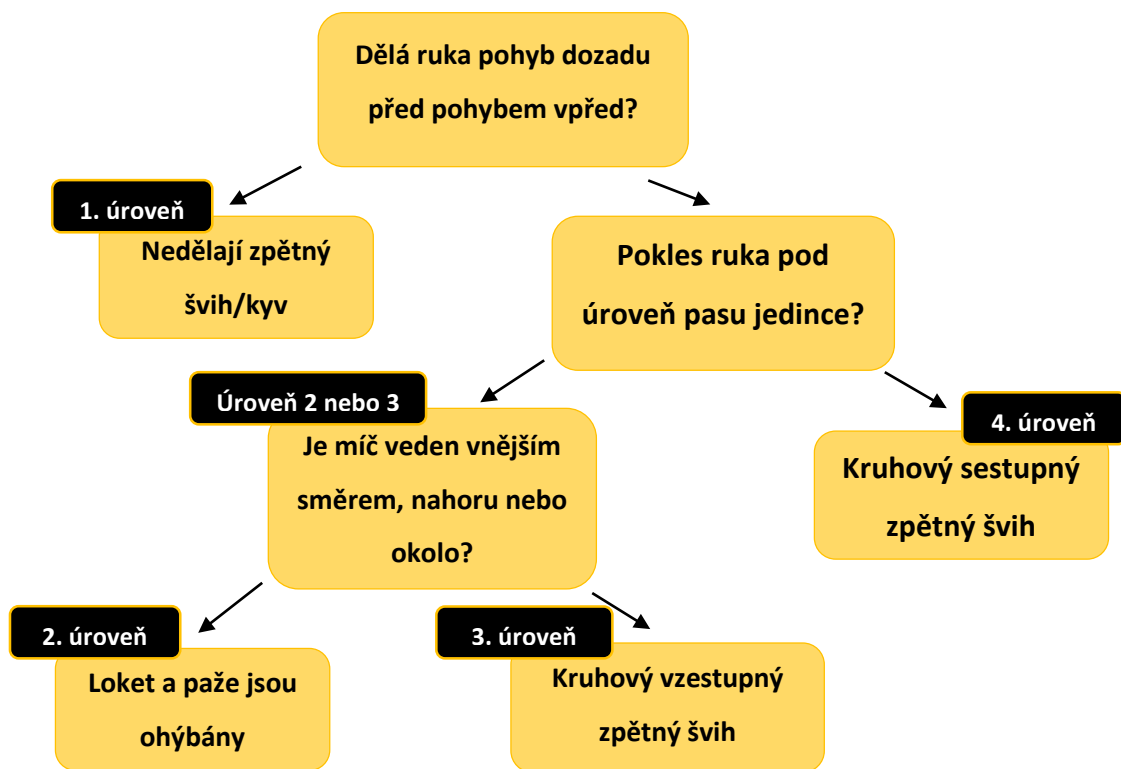 Dělá ruka pohyb dozadu
před pohybem vpřed?
1. úroveň
Nedělají zpětný
švih/kyv
Pokles ruka pod
úroveň pasu jedince?
Úroveň 2 nebo 3
Je míč veden vnějším
směrem, nahoru nebo
okolo?
4. úroveň
Kruhový sestupný
zpětný švih
2. úroveň
Loket a paže jsou
ohýbány
3. úroveň
Kruhový vzestupný
zpětný švih